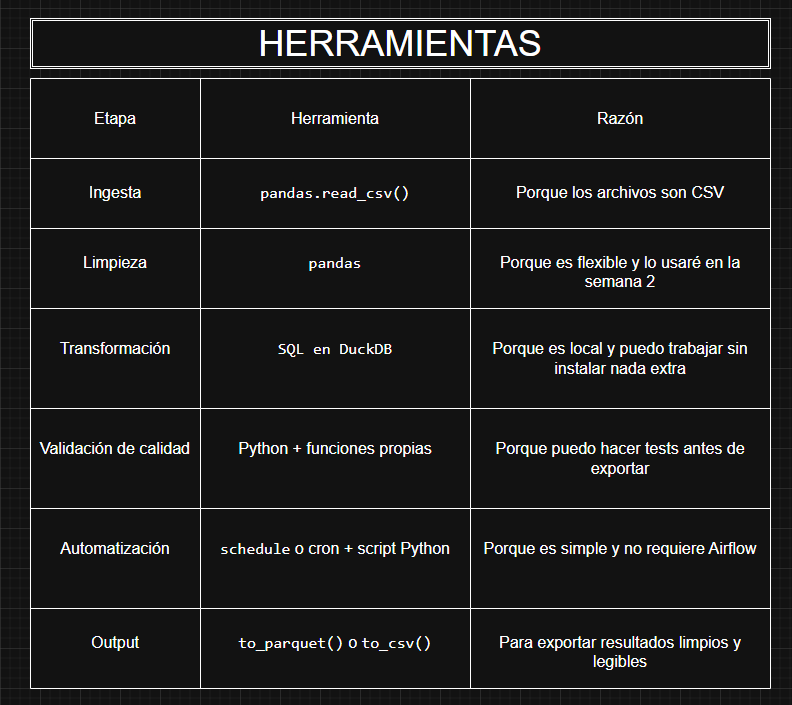 HERRAMIENTAS
Etapa
Herramienta
Razón
Ingesta
pandas.read_csv()
Porque los archivos son CSV
Limpieza
pandas
Porque es flexible y lo usaré en la
semana 2
Transformación
SQL en DuckDB
Porque es local y puedo trabajar sin
instalar nada extra
Validación de calidad
Python + funciones propias
Porque puedo hacer tests antes de
exportar
Automatización
schedule o cron + script Python
Porque es simple y no requiere Airflow
Output
to_parquet() o to_csv()
Para exportar resultados limpios y
legibles